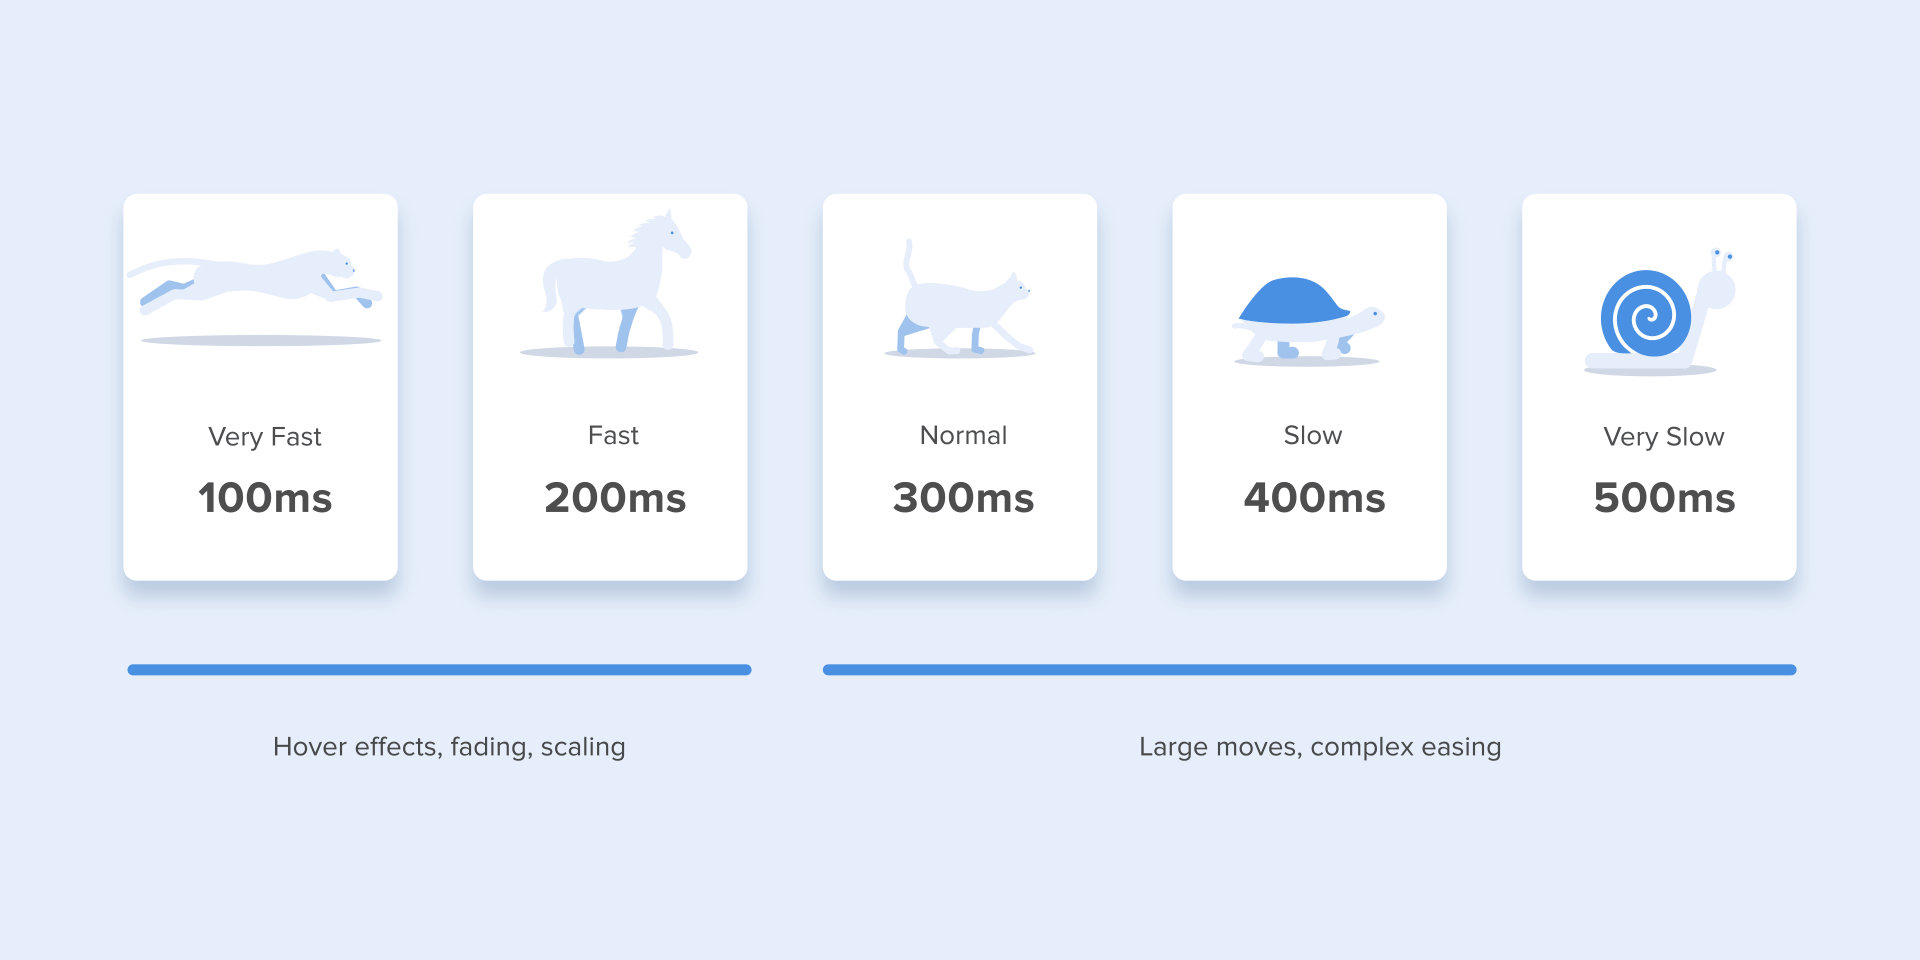 Very Fast
100ms
Fast
200ms
Normal
300ms
Slow
400ms
Very Slow
500ms
Hover effects, fading, scaling
Large moves, complex easing